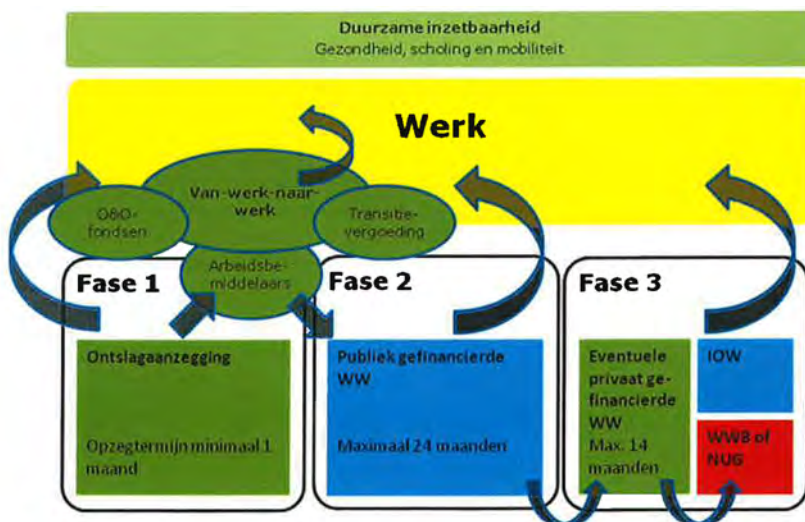 Duurzame inzetbaarheid
Gezondheid, scholing en mobiliteit
Werk
Van-werk-naar-
werk
O&O-
fondsen
Transitie-
vergoeding
Arbeidsbe-
middelaars
Fase 1
Ontslagaanzegging
Opzegtermijn minimaal 1
maand
Fase 2
Publiek gefinancierde
WW
Maximaal 24 maanden
Fase 3
Eventuele
privaat ge-
financierde
WW
Max. 14
maanden
IOW
WWB of
NUG